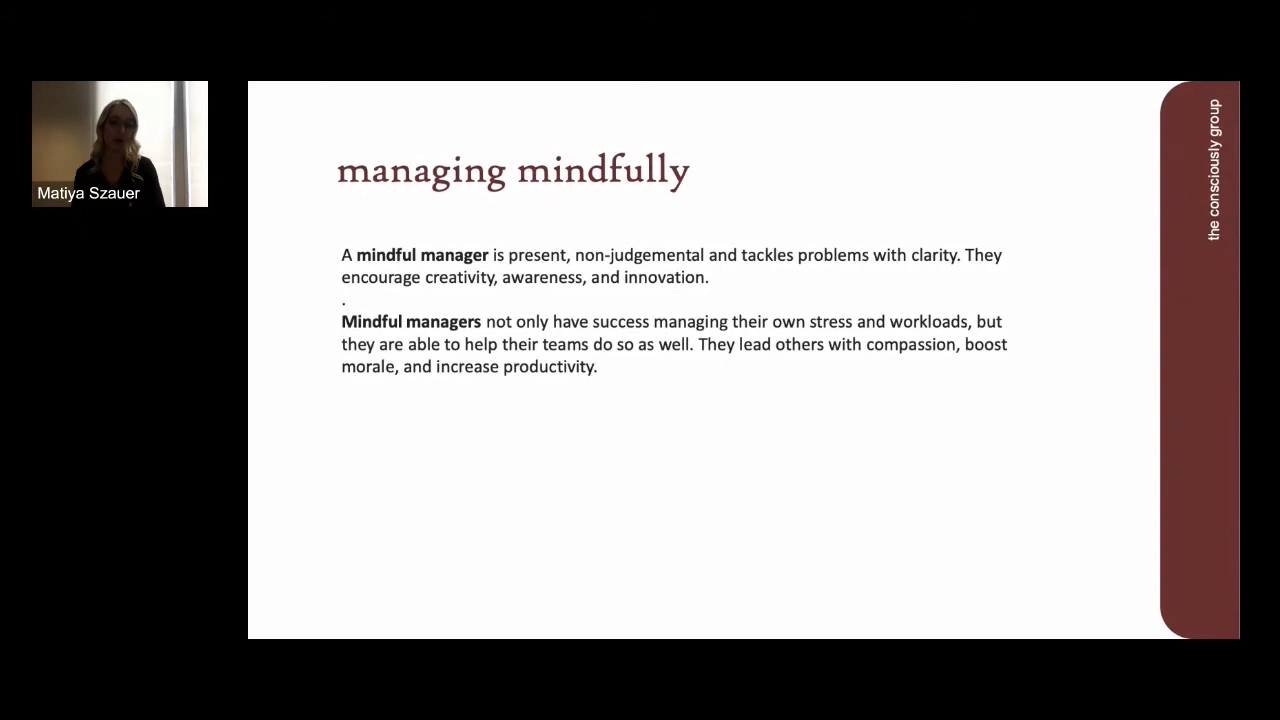 Matiya Szauer
managing mindfully
A mindful manager is present, non-judgemental and tackles problems with clarity. They
encourage creativity, awareness, and innovation.
.
Mindful managers not only have success managing their own stress and workloads, but
they are able to help their teams do so as well. They lead others with compassion, boost
morale, and increase productivity.
the consciously group